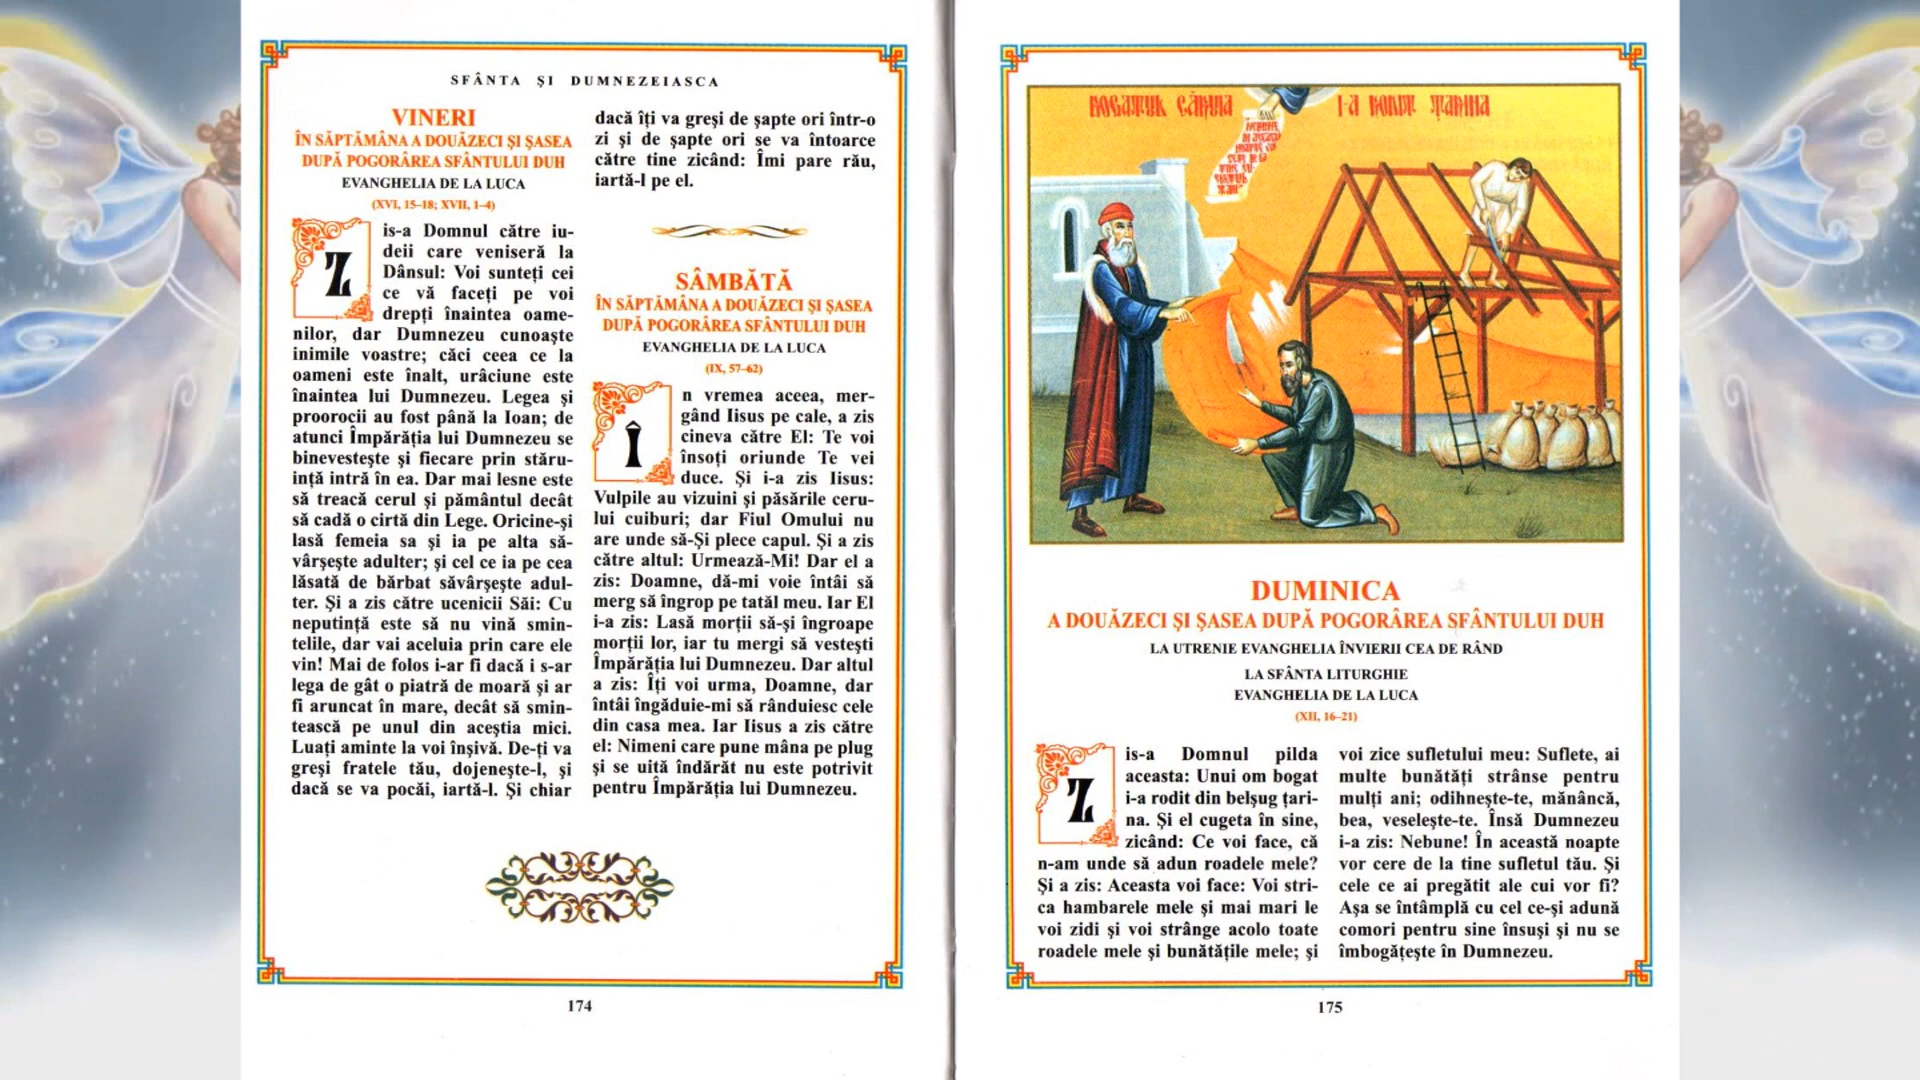 SFÂNTA ȘI DUMNEZEIASCA
VINERI
ÎN SĂPTĂMÂNA A DOUĂZECI ȘI ȘASEA
DUPĂ POGORÂREA SFÂNTULUI DUH
EVANGHELIA DE LA LUCA
(XVI, 15–18; XVII, 1–4)
Zis-a Domnul către iu-
deii care veniseră la
Dânsul: Voi sunteți cei
ce vă faceți pe voi
drepți înaintea oame-
nilor, dar Dumnezeu cunoaște
inimile voastre; căci ceea ce la
oameni este înalt, urâciune este
înaintea lui Dumnezeu. Legea și
proorocii au fost până la Ioan; de
atunci Împărăția lui Dumnezeu se
binevestește și fiecare prin stăru-
ință intră în ea. Dar mai lesne este
să treacă cerul și pământul decât
să cadă o cirtă din Lege. Oricine-și
lasă femeia sa și ia pe alta să-
vârșește adulter; și cel ce ia pe cea
lăsată de bărbat săvârșește adul-
ter. Și a zis către ucenicii Săi: Cu
neputință este să nu vină smin-
telile, dar vai aceluia prin care ele
vin! Mai de folos i-ar fi dacă i s-ar
lega de gât o piatră de moară și ar
fi aruncat în mare, decât să smin-
tească pe unul din aceștia mici.
Luați aminte la voi înșivă. De-ți va
greși fratele tău, dojenește-l, și
dacă se va pocăi, iartă-l. Și chiar
dacă îți va greși de șapte ori într-o
zi și de șapte ori se va întoarce
către tine zicând: Îmi pare rău,
iartă-l pe el.
SÂMBĂTĂ
ÎN SĂPTĂMÂNA A DOUĂZECI ȘI ȘASEA
DUPĂ POGORÂREA SFÂNTULUI DUH
EVANGHELIA DE LA LUCA
(IX, 57–62)
În vremea aceea, mer-
gând Iisus pe cale, a zis
cineva către El: Te voi
însoți oriunde Te vei
duce. Și i-a zis Iisus:
Vulpile au vizuini și păsările ceru-
lui cuiburi; dar Fiul Omului nu
are unde să-Și plece capul. Și a zis
către altul: Urmează-Mi! Dar el a
zis: Doamne, dă-mi voie întâi să
merg să îngrop pe tatăl meu. Iar El
i-a zis: Lasă morții să-și îngroape
morții lor, iar tu mergi să vestești
Împărăția lui Dumnezeu. Dar altul
a zis: Îți voi urma, Doamne, dar
întâi îngăduie-mi să rânduiesc cele
din casa mea. Iar Iisus a zis către
el: Nimeni care pune mâna pe plug
și se uită îndărăt nu este potrivit
pentru Împărăția lui Dumnezeu.
174
BOGATUL CĂRUIA I-A RODIT ȚARINA
DUMINICA
A DOUĂZECI ȘI ȘASEA DUPĂ POGORÂREA SFÂNTULUI DUH
LA UTRENIE EVANGHELIA ÎNVIERII CEA DE RÂND
LA SFÂNTA LITURGHIE
EVANGHELIA DE LA LUCA
(XII, 16–21)
Zis-a Domnul pilda
aceasta: Unui om bogat
i-a rodit din belșug țari-
na. Și el cugeta în sine,
zicând: Ce voi face, că
n-am unde să adun roadele mele?
Și a zis: Aceasta voi face: Voi stri-
ca hambarele mele și mai mari le
voi zidi și voi strânge acolo toate
roadele mele și bunătățile mele; și
voi zice sufletului meu: Suflete, ai
multe bunătăți strânse pentru
mulți ani; odihnește-te, mănâncă,
bea, veselește-te. Însă Dumnezeu
i-a zis: Nebune! În această noapte
vor cere de la tine sufletul tău. Și
cele ce ai pregătit ale cui vor fi?
Așa se întâmplă cu cel ce-și adună
comori pentru sine însuși și nu se
îmbogățește în Dumnezeu.
175